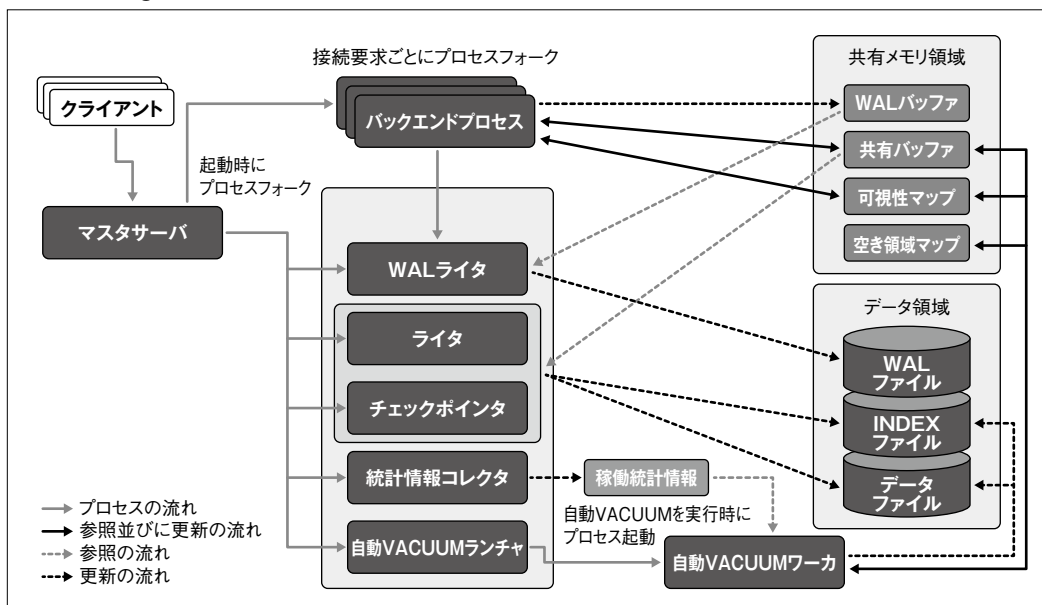 接続要求ごとにプロセスフォーク
共有メモリ領域
クライアント
バックエンドプロセス
WALバッファ
共有バッファ
起動時に
プロセスフォーク
可視性マップ
マスタサーバ
空き領域マップ
WALライタ
データ領域
ライタ
WAL
ファイル
チェックポインタ
INDEX
ファイル
統計情報コレクタ
稼働統計情報
データ
ファイル
自動VACUUMを実行時に
プロセス起動
自動VACUUMランチャ
自動VACUUMワーカ
プロセスの流れ
参照並びに更新の流れ
参照の流れ
更新の流れ